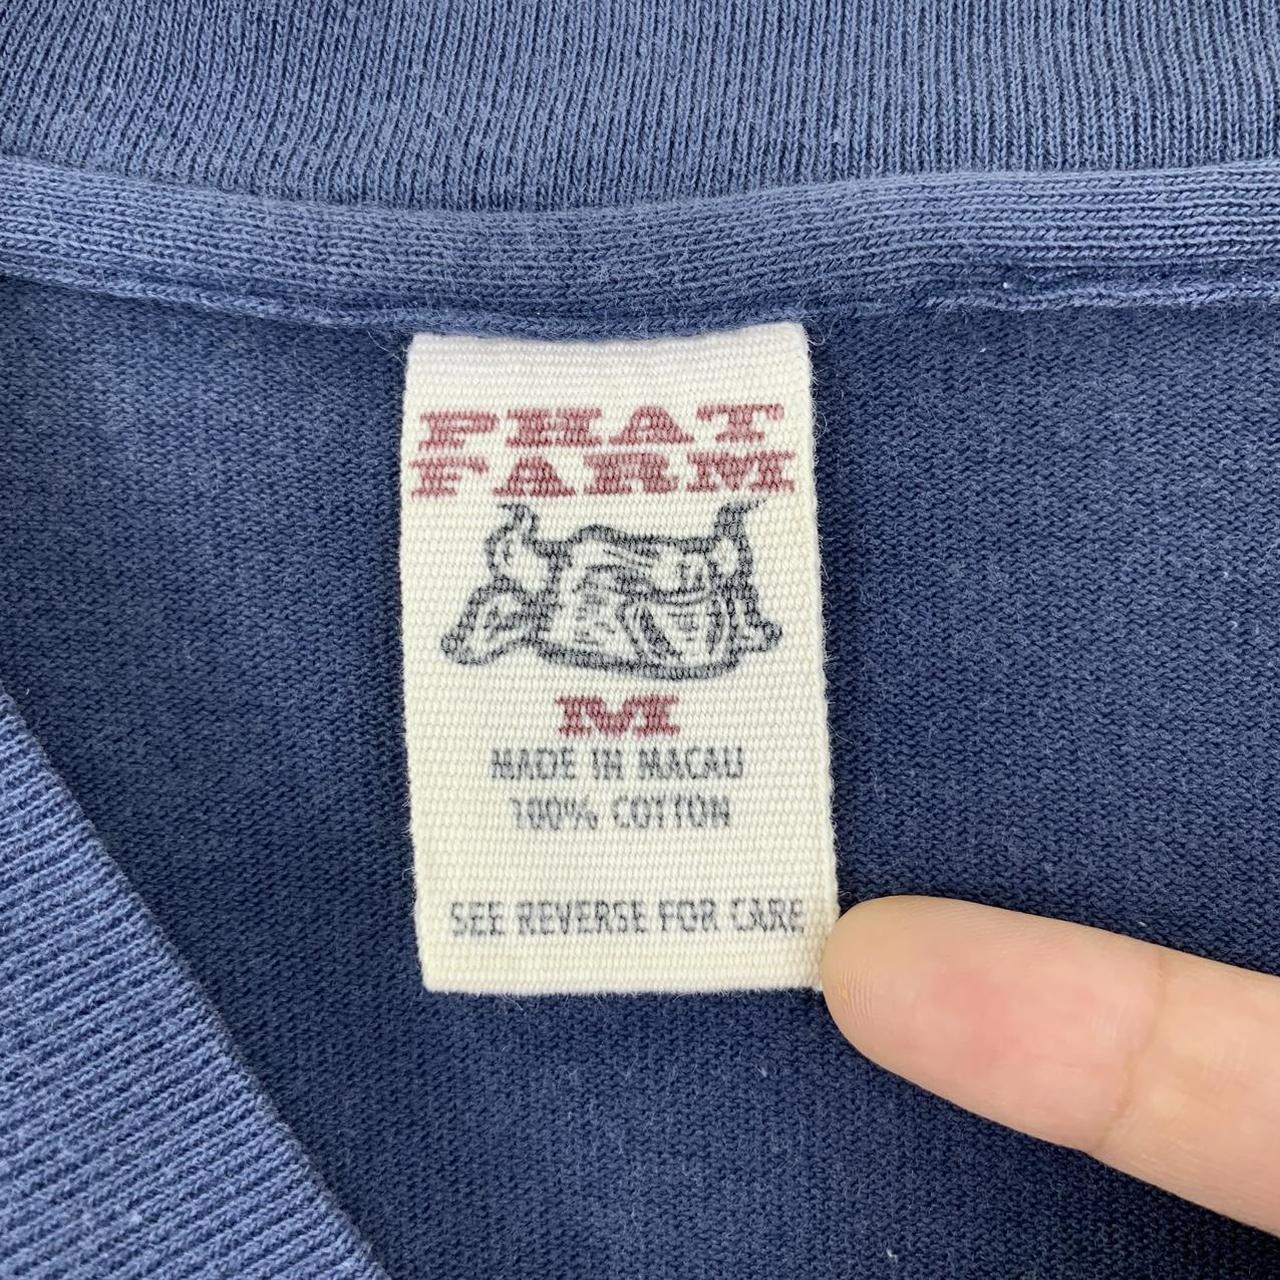 PHAT
FARM
M
MADE IN MACAU
100% COTTON
SEE REVERSE FOR CARE